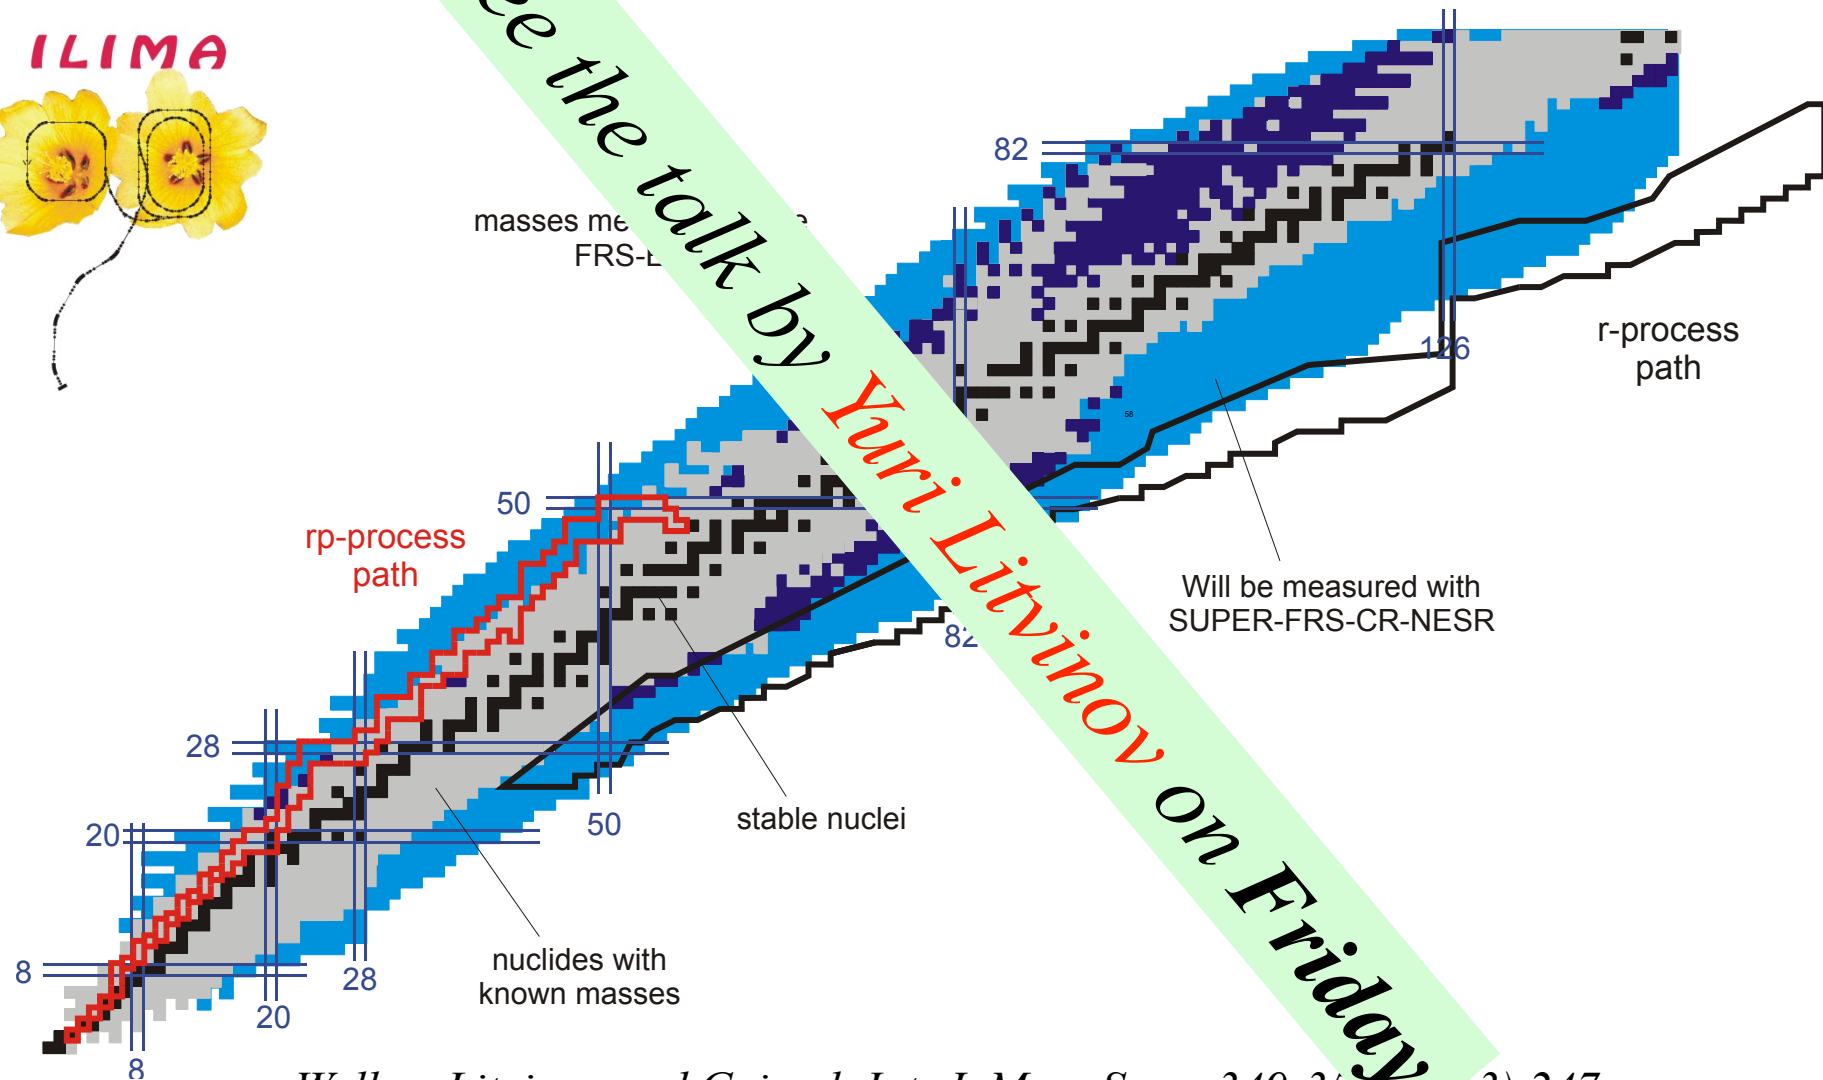 ILIMA
ee the talk by Yuri Litvinov on Friday
masses
FRS-
82
126
r-process
path
58
50
rp-process
path
Will be measured with
SUPER-FRS-CR-NESR
82
28
stable nuclei
50
20
nuclides with
known masses
8
28
20
8